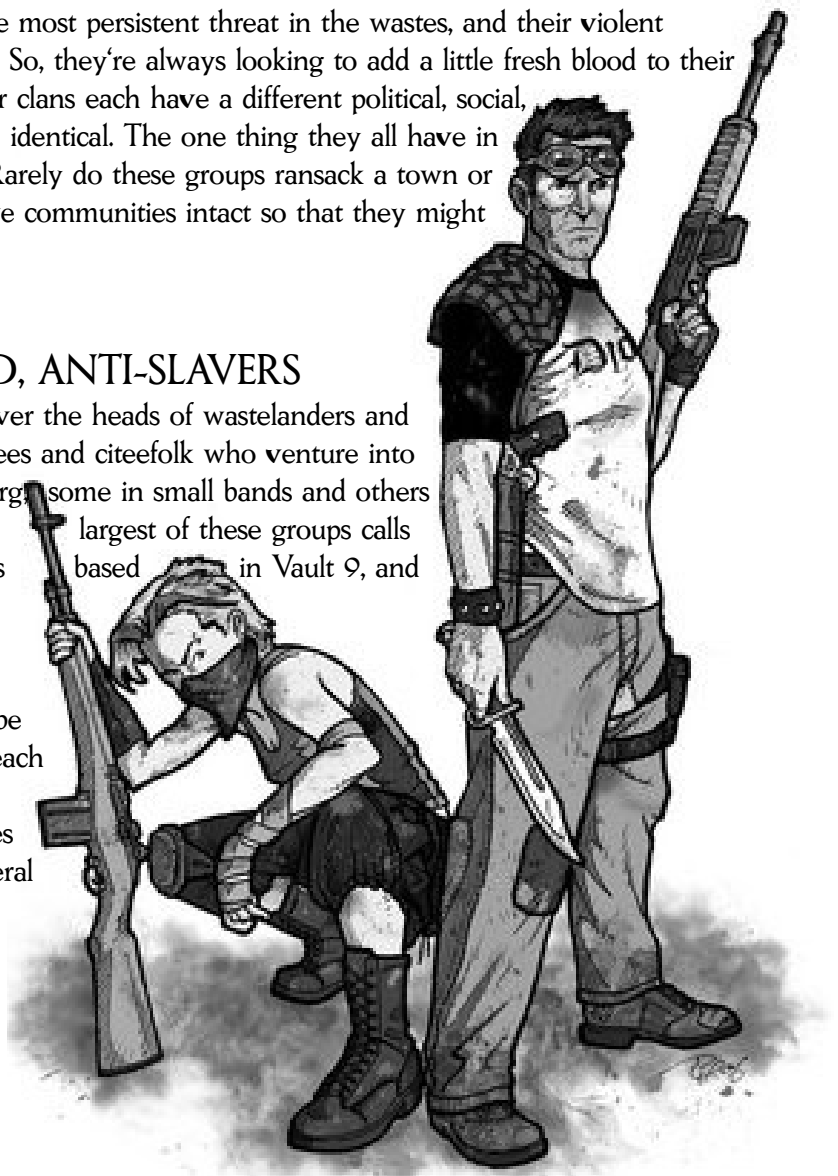 e most persistent threat in the wastes, and their violent
So, they're always looking to add a little fresh blood to their
r clans each have a different political, social,
identical. The one thing they all have in
Rarely do these groups ransack a town or
e communities intact so that they might
D, ANTI-SLAVERS
ver the heads of wastelanders and
ees and citeefolk who venture into
rg, some in small bands and others
largest of these groups calls
s based in Vault 9, and
be
each
es
eral
Dio